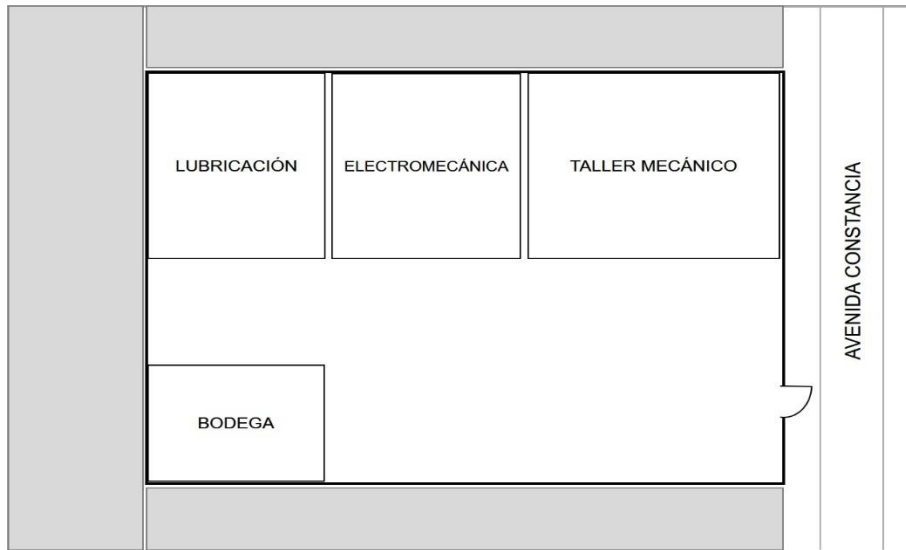 LUBRICACIÓN
ELECTROMECÁNICA
TALLER MECÁNICO
AVENIDA CONSTANCIA
BODEGA